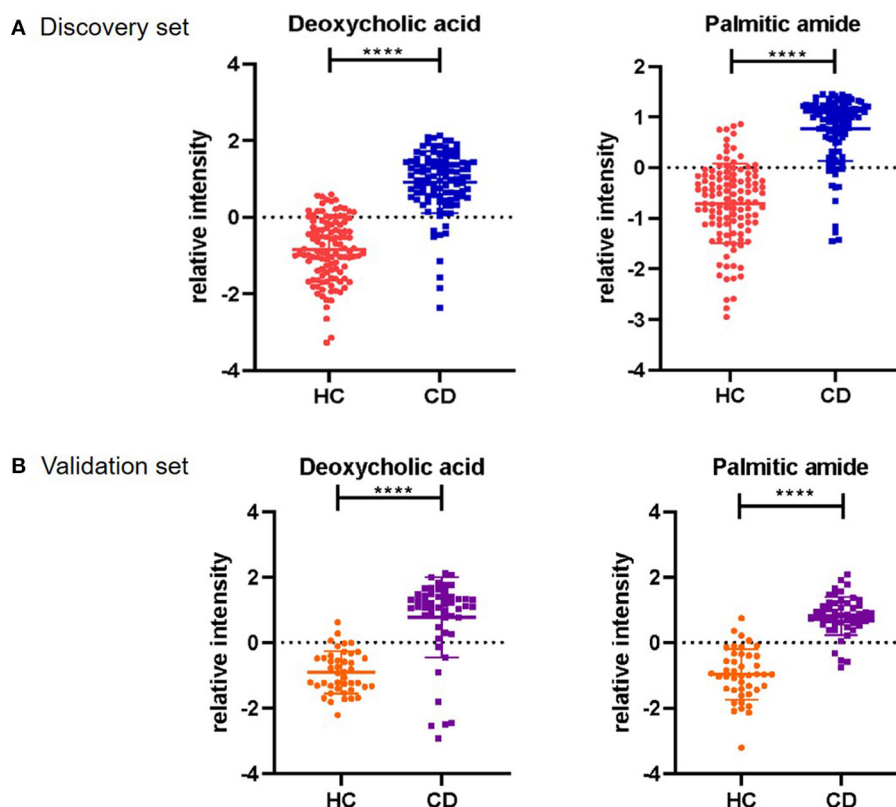 A Discovery set
Deoxycholic acid
****
4
2
0
-2
-4
relative intensity
HC CD
Palmitic amide
****
2
1
0
-1
-2
-3
-4
relative intensity
HC CD
B Validation set
Deoxycholic acid
****
4
2
0
-2
-4
relative intensity
HC CD
Palmitic amide
****
4
2
0
-2
-4
relative intensity
HC CD